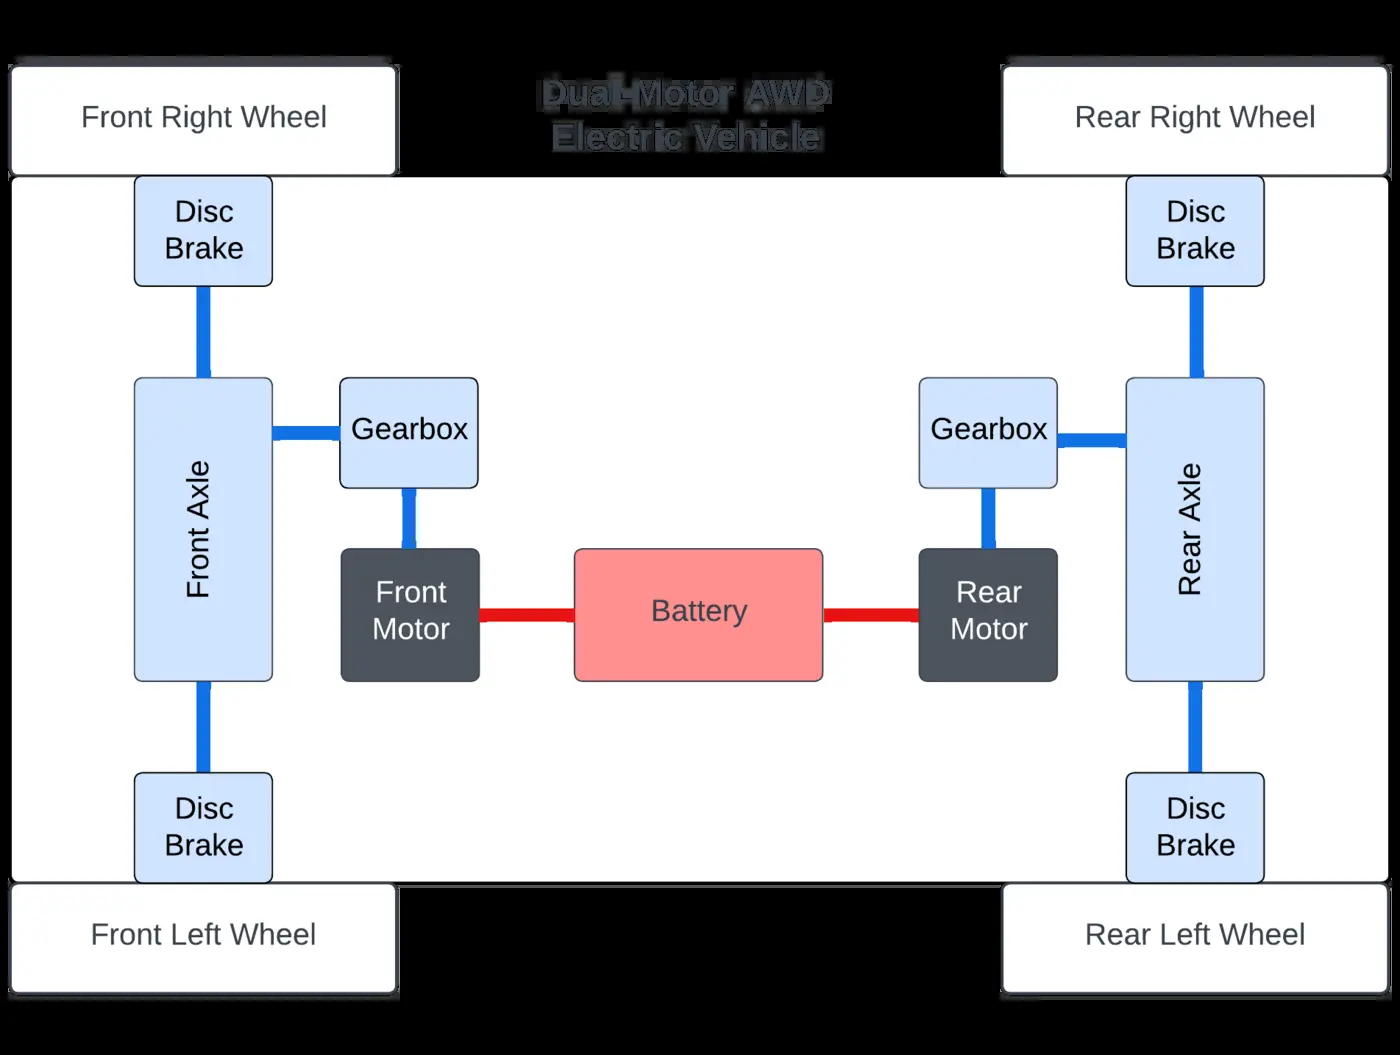 Dual-Motor AWD
Electric Vehicle
Front Right Wheel
Rear Right Wheel
Disc
Brake
Disc
Brake
Gearbox
Gearbox
Front Axle
Rear Axle
Front
Motor
Battery
Rear
Motor
Disc
Brake
Disc
Brake
Front Left Wheel
Rear Left Wheel